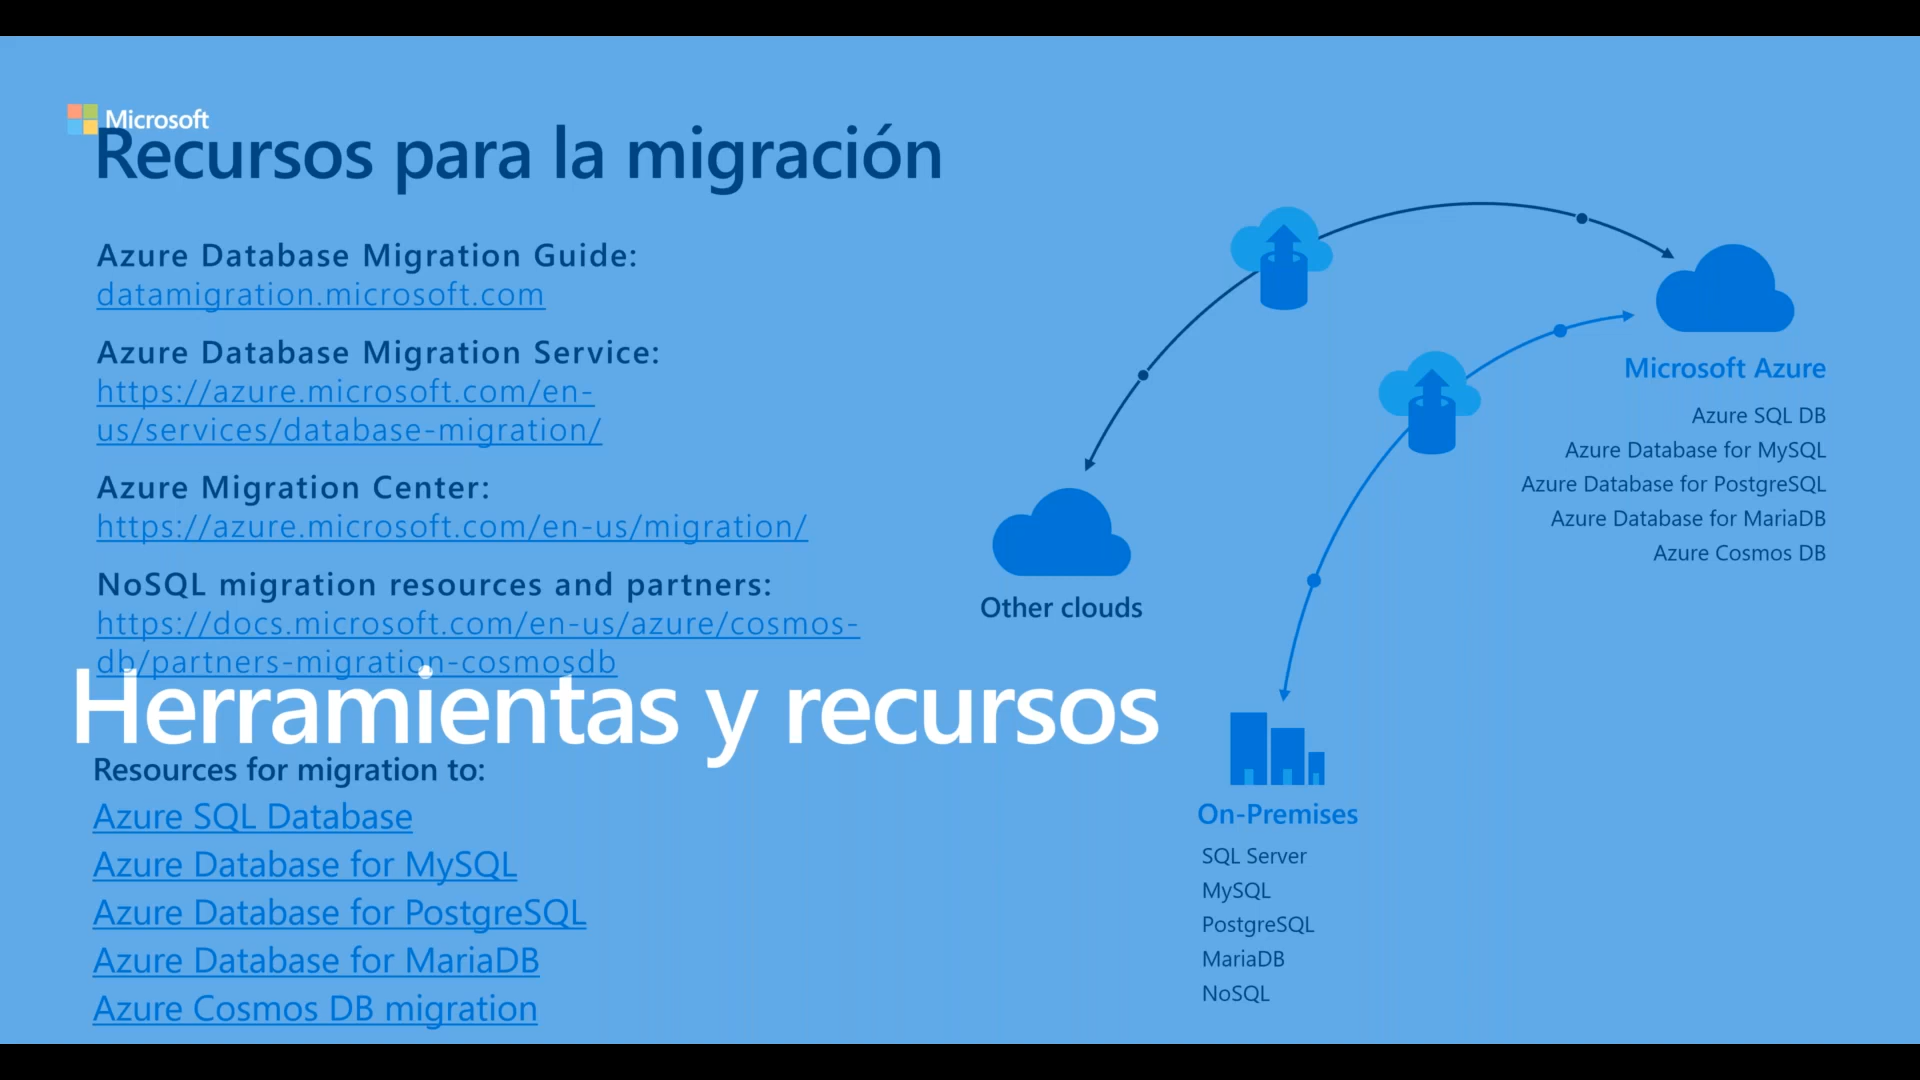 Microsoft
Recursos para la migración
Azure Database Migration Guide:
datamigration.microsoft.com
Azure Database Migration Service:
https://azure.microsoft.com/en-
us/services/database-migration/
Azure Migration Center:
https://azure.microsoft.com/en-us/migration/
NoSQL migration resources and partners:
https://docs.microsoft.com/en-us/azure/cosmos-
db/partners-migration-cosmosdb
Herramientas y recursos
Resources for migration to:
Azure SQL Database
Azure Database for MySQL
Azure Database for PostgreSQL
Azure Database for MariaDB
Azure Cosmos DB migration
Other clouds
Microsoft Azure
Azure SQL DB
Azure Database for MySQL
Azure Database for PostgreSQL
Azure Database for MariaDB
Azure Cosmos DB
On-Premises
SQL Server
MySQL
PostgreSQL
MariaDB
NoSQL